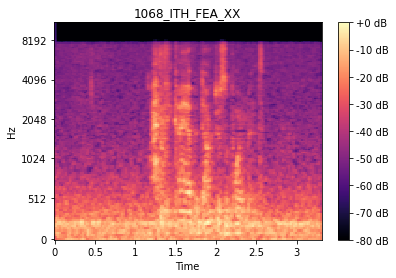 1068_ITH_FEA_XX
+0 dB
8192
-10 dB
4096
-20 dB
-30 dB
2048
Hz
-40 dB
1024
-50 dB
512
-60 dB
-70 dB
0
-80 dB
0 0.5 1 1.5 2 2.5 3
Time